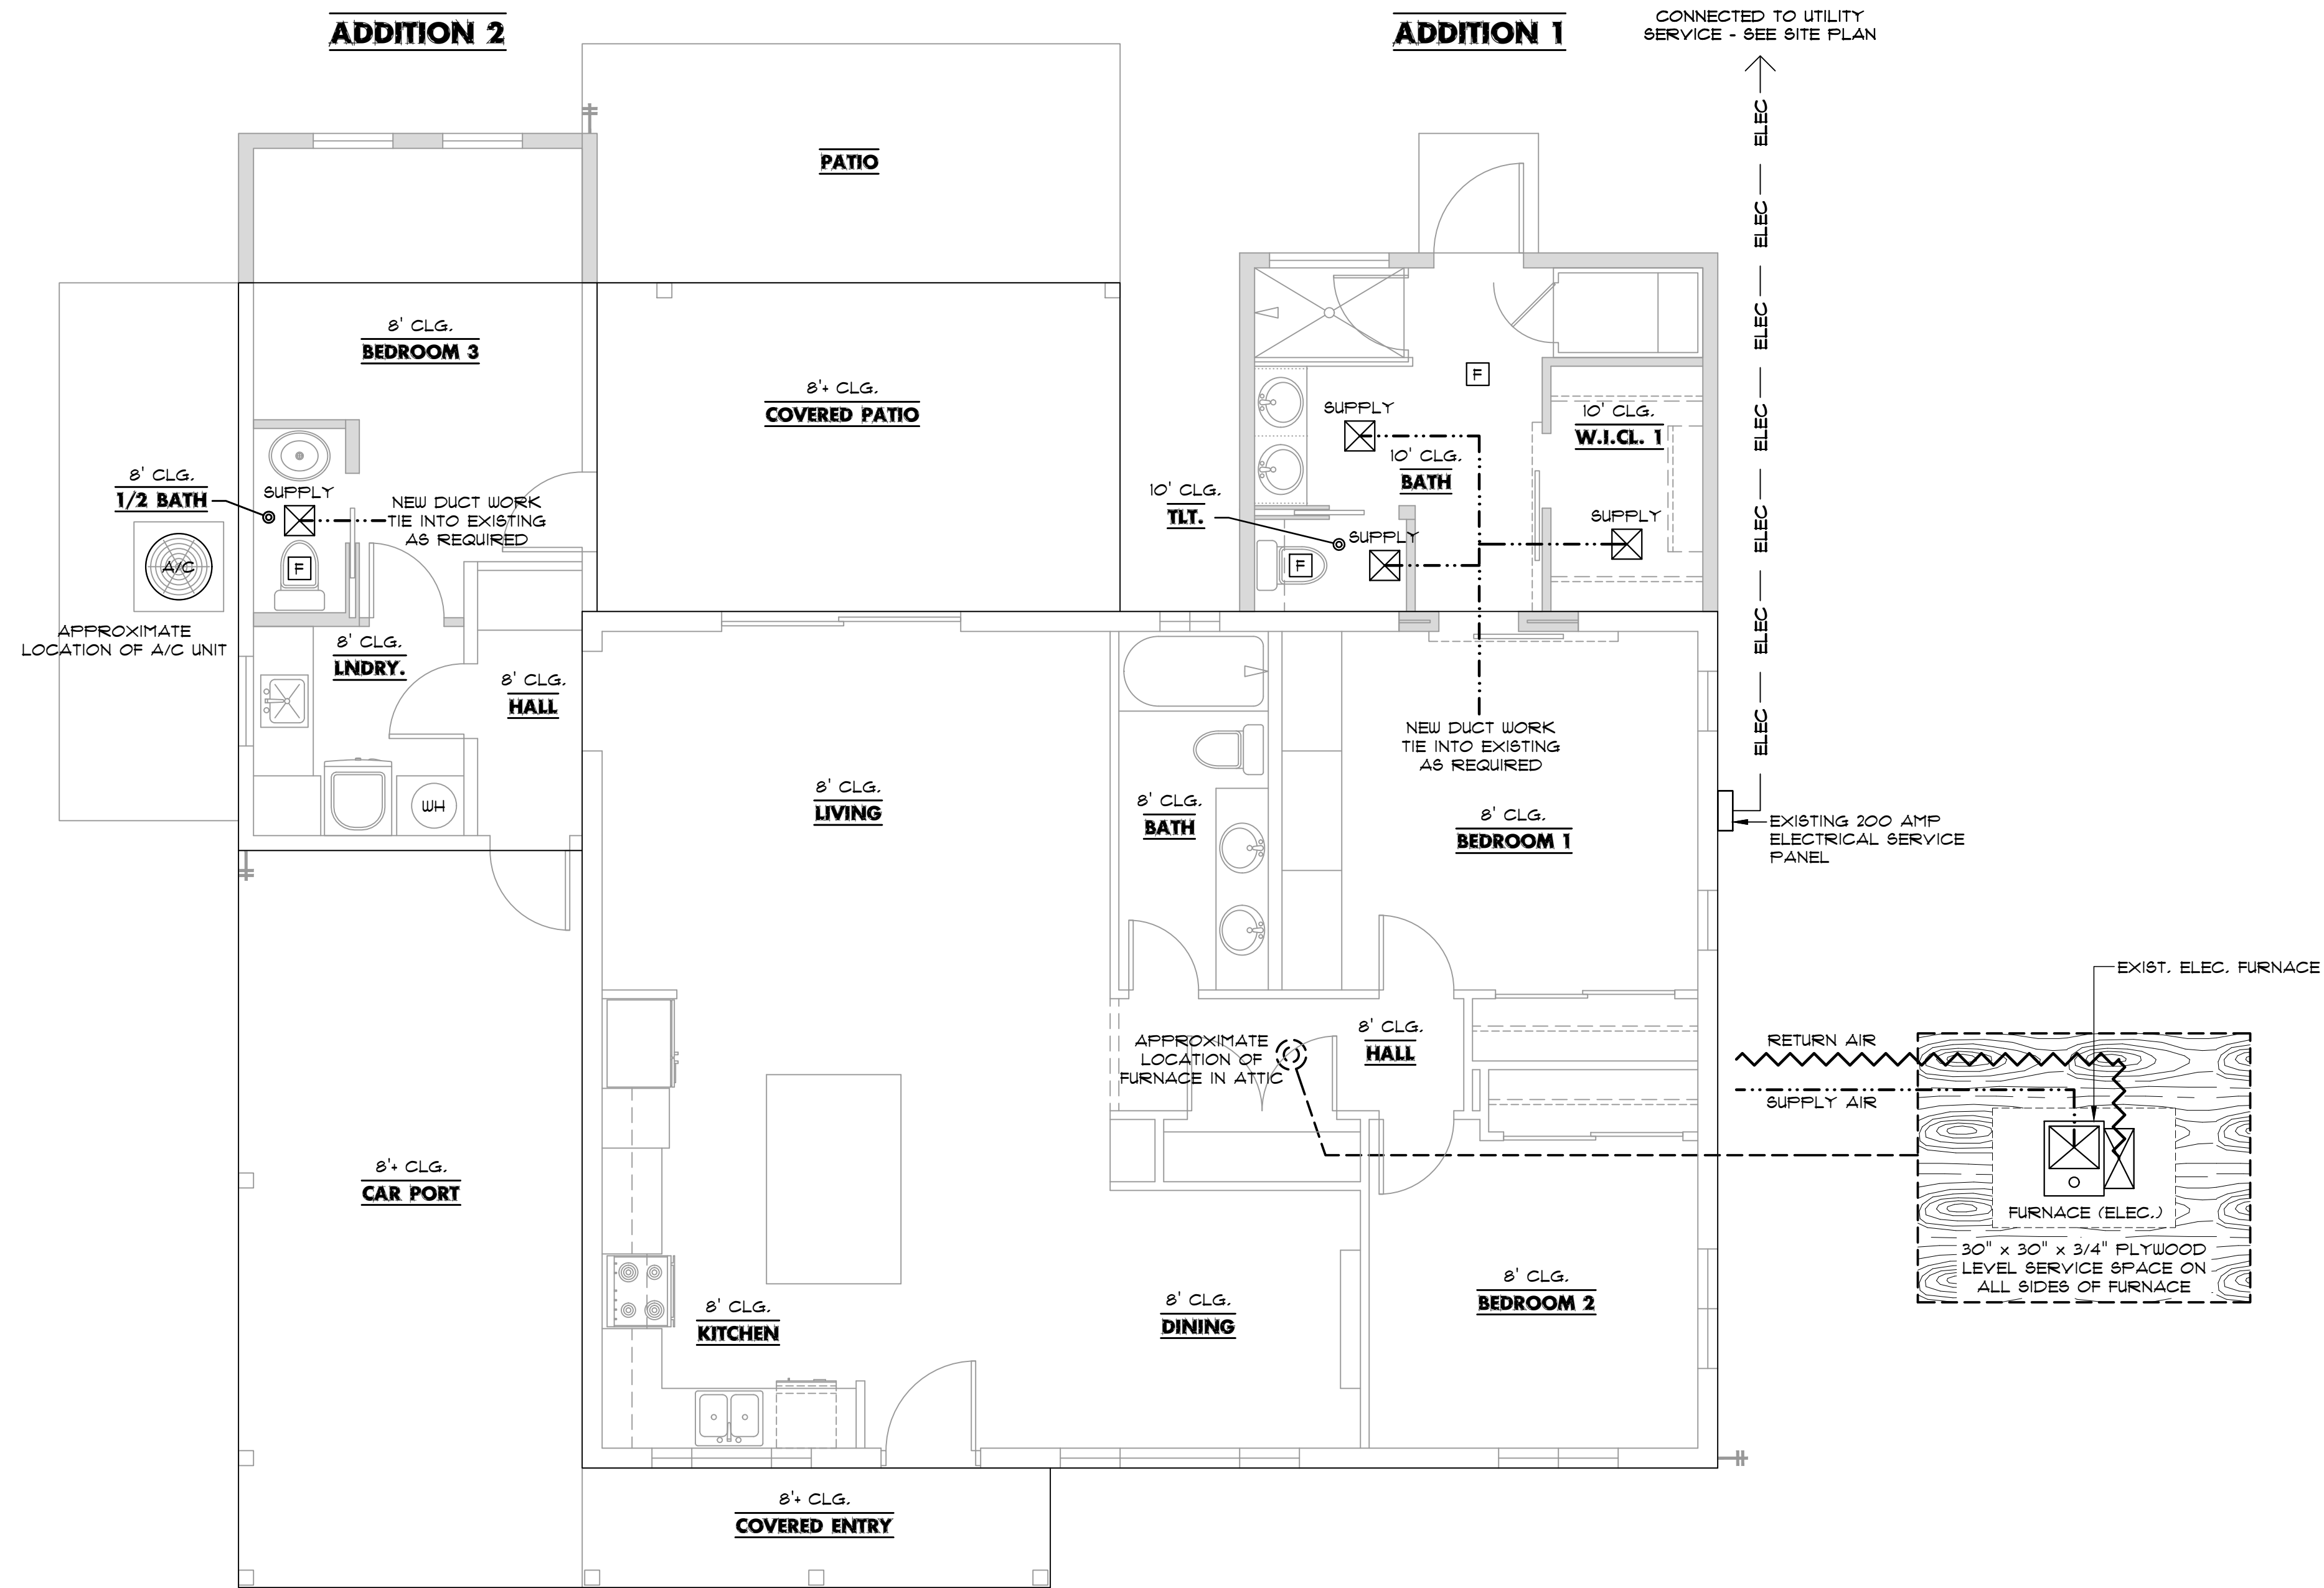 ADDITION 2
ADDITION 1
CONNECTED TO UTILITY
SERVICE - SEE SITE PLAN
ELEC
ELEC
ELEC
ELEC
ELEC
ELEC
ELEC
PATIO
8' CLG.
BEDROOM 3
8'+ CLG.
COVERED PATIO
F
SUPPLY
10' CLG.
W.I.CL. 1
10' CLG.
BATH
8' CLG.
1/2 BATH
SUPPLY
NEW DUCT WORK
TIE INTO EXISTING
AS REQUIRED
10' CLG.
TLT.
SUPPLY
SUPPLY
A/C
F
F
APPROXIMATE
LOCATION OF A/C UNIT
8' CLG.
LNDRY.
8' CLG.
HALL
NEW DUCT WORK
TIE INTO EXISTING
AS REQUIRED
WH
8' CLG.
LIVING
8' CLG.
BATH
8' CLG.
BEDROOM 1
EXISTING 200 AMP
ELECTRICAL SERVICE
PANEL
EXIST. ELEC. FURNACE
APPROXIMATE
LOCATION OF
FURNACE IN ATTIC
8' CLG.
HALL
RETURN AIR
SUPPLY AIR
8'+ CLG.
CAR PORT
FURNACE (ELEC.)
30" x 30" x 3/4" PLYWOOD
LEVEL SERVICE SPACE ON
ALL SIDES OF FURNACE
8' CLG.
KITCHEN
8' CLG.
DINING
8' CLG.
BEDROOM 2
8'+ CLG.
COVERED ENTRY